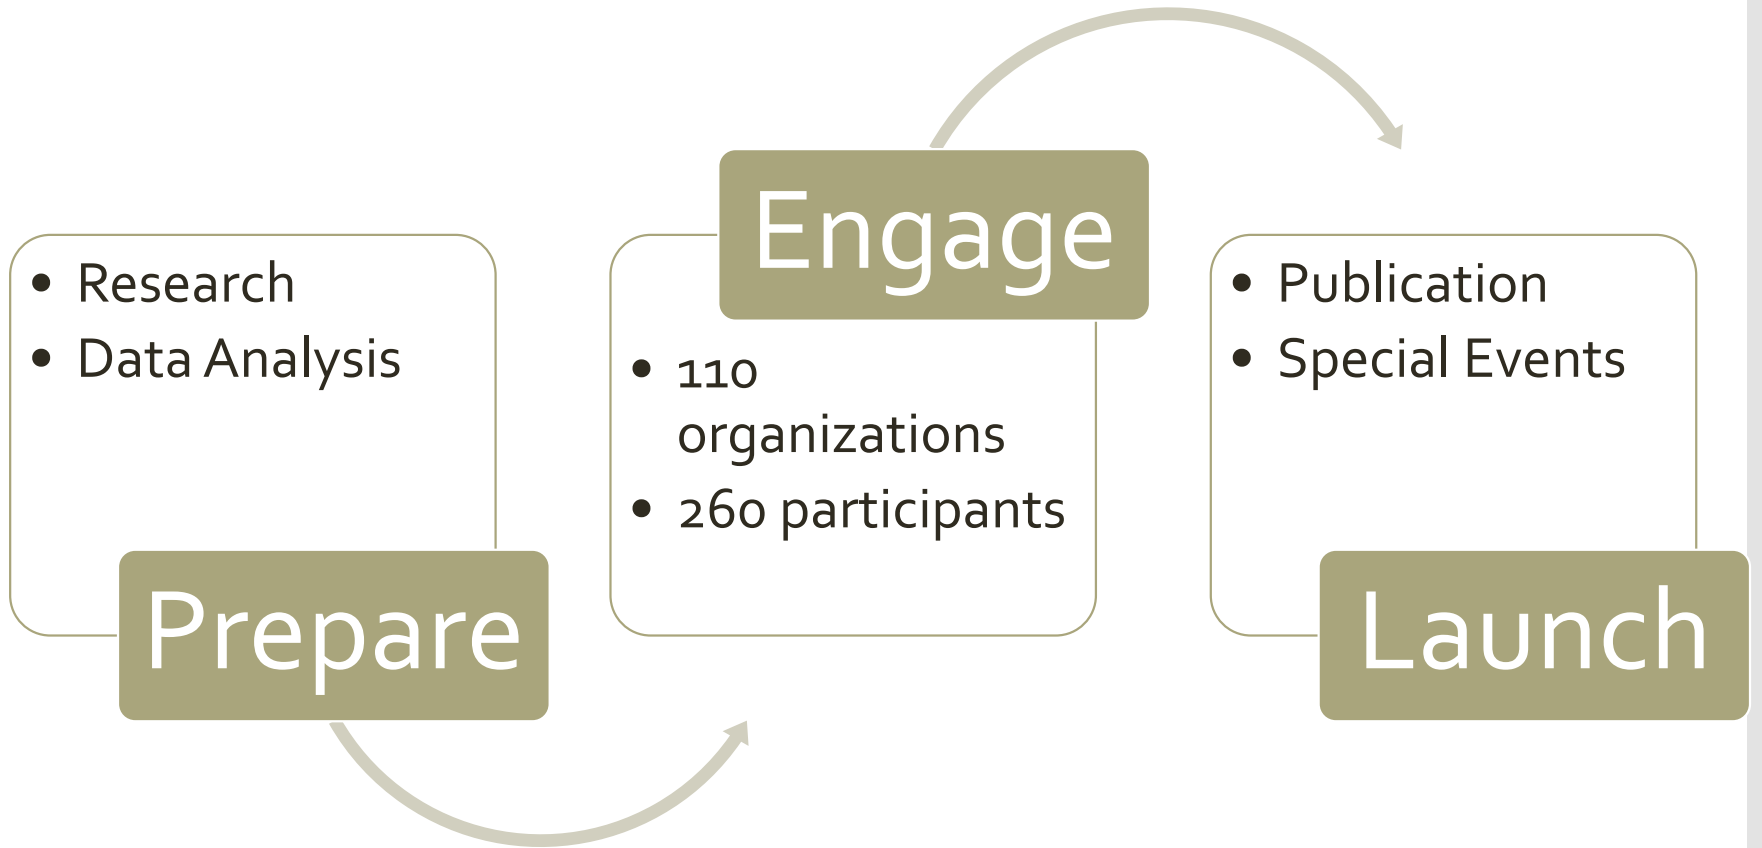 • Research
• Data Analysis
Prepare
Engage
• 110
organizations
• 260 participants
• Publication
• Special Events
Launch